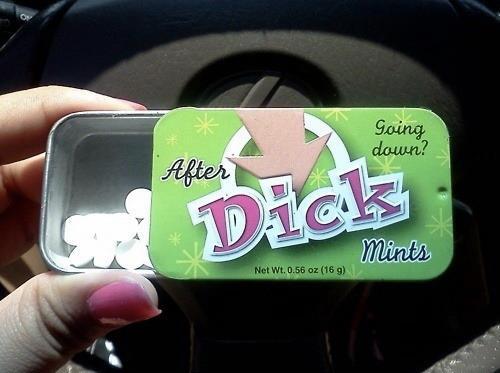 Going
down?
After
Dick
Mints
Net Wt. 0.56 oz (16 g)